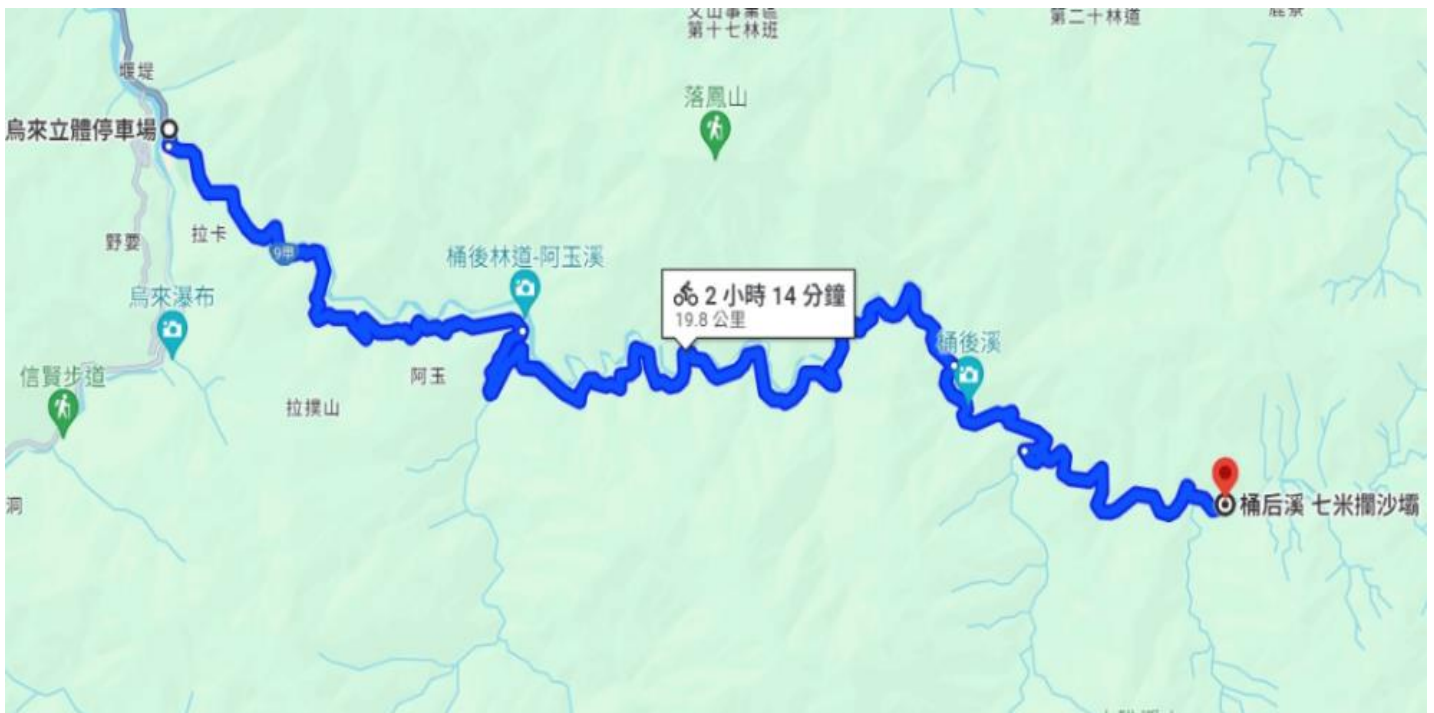 第十七林班
第二十林道
堰堤
落鳳山
烏來立體停車場
拉卡
野要
9甲
桶後林道-阿玉溪
烏來瀑布
2 小時 14 分鐘
19.8 公里
桶後溪
信賢步道
阿玉
拉撲山
洞
桶后溪 七米攔沙壩